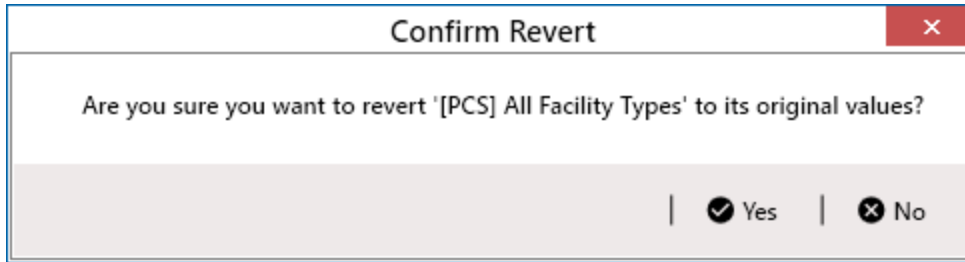 Confirm Revert
Are you sure you want to revert '[PCS] All Facility Types' to its original values?
Yes
No